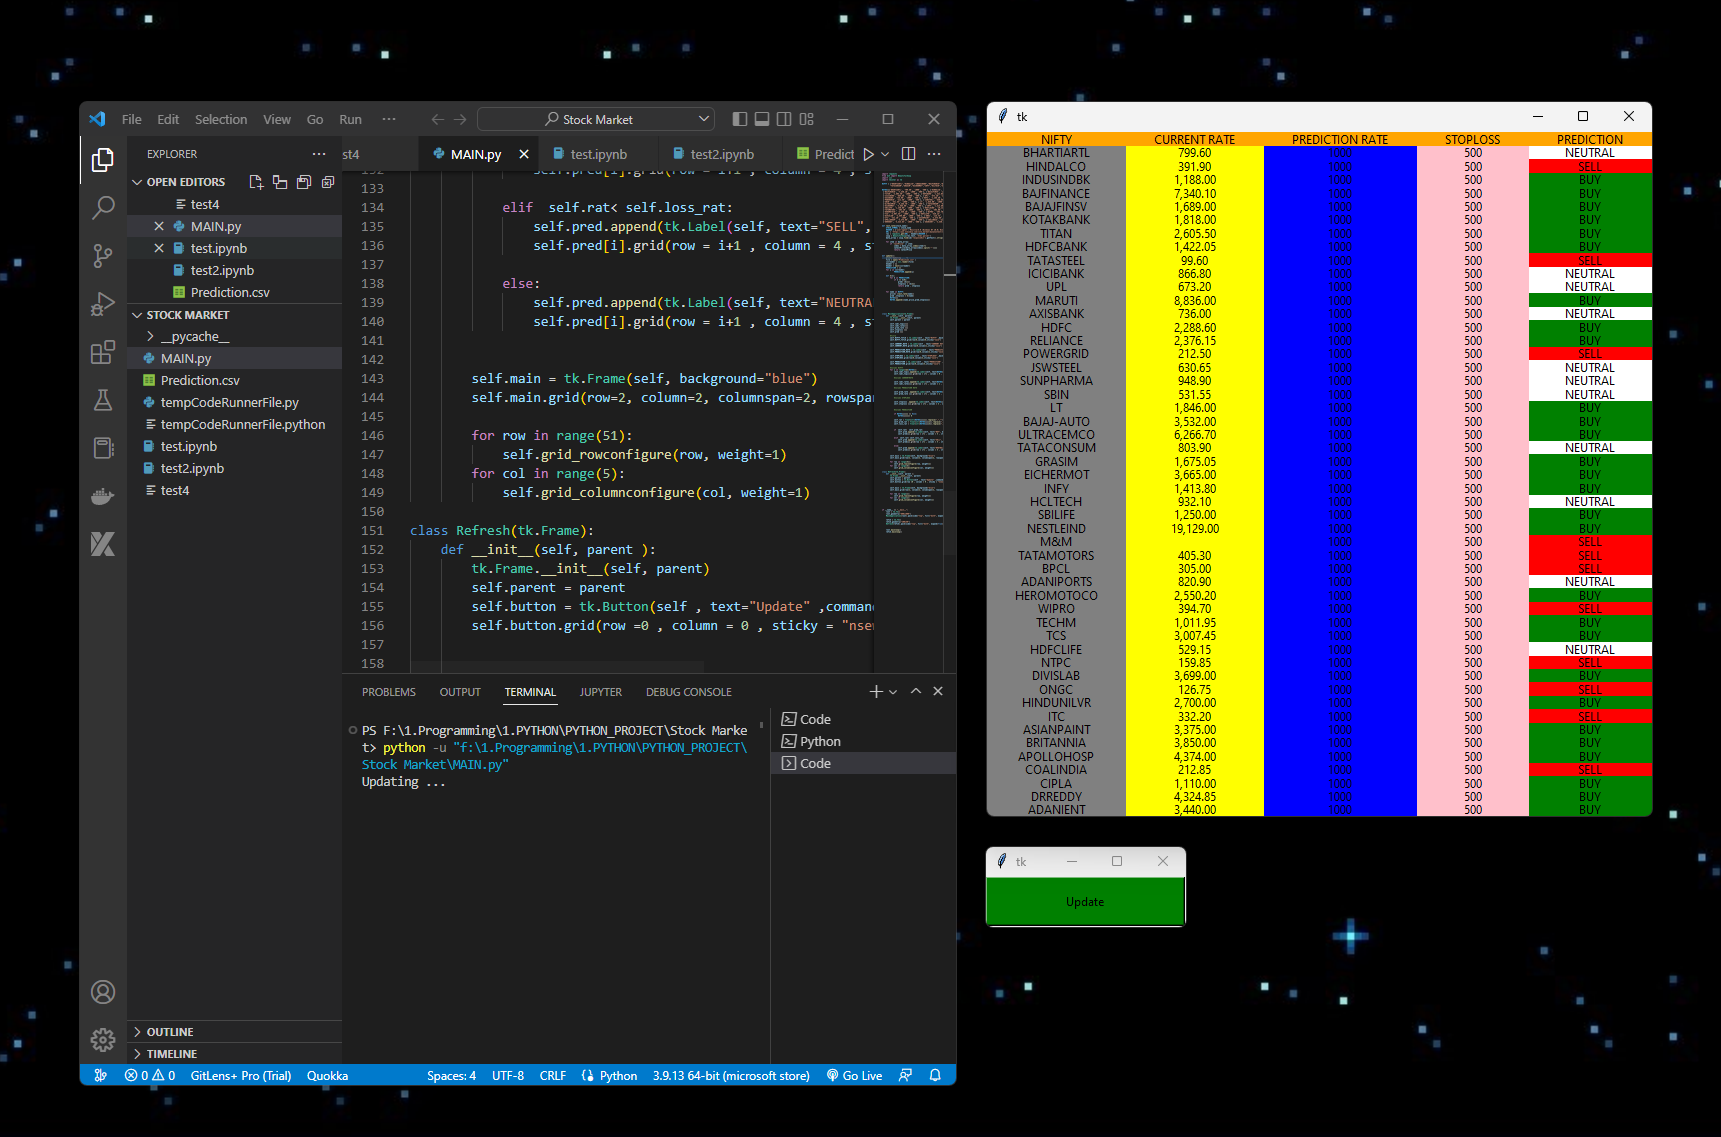 File Edit Selection View Go Run ··· Stock Market
EXPLORER ···
OPEN EDITORS
test4
MAIN.py
test.ipynb
test2.ipynb
Prediction.csv
STOCK MARKET
__pycache__
MAIN.py
Prediction.csv
tempCodeRunnerFile.py
tempCodeRunnerFile.python
test.ipynb
test2.ipynb
test4
OUTLINE
TIMELINE
st4 MAIN.py test.ipynb test2.ipynb Predict
133
134 elif self.rat< self.loss_rat:
135 self.pred.append(tk.Label(self, text="SELL",
136 self.pred[i].grid(row = i+1 , column = 4 , st
137
138 else:
139 self.pred.append(tk.Label(self, text="NEUTRA
140 self.pred[i].grid(row = i+1 , column = 4 , st
141
142
143 self.main = tk.Frame(self, background="blue")
144 self.main.grid(row=2, column=2, columnspan=2, rowspan
145
146 for row in range(51):
147 self.grid_rowconfigure(row, weight=1)
148 for col in range(5):
149 self.grid_columnconfigure(col, weight=1)
150
151 class Refresh(tk.Frame):
152 def __init__(self, parent ):
153 tk.Frame.__init__(self, parent)
154 self.parent = parent
155 self.button = tk.Button(self , text="Update" ,comman
156 self.button.grid(row =0 , column = 0 , sticky = "nsew
157
158
PROBLEMS OUTPUT TERMINAL JUPYTER DEBUG CONSOLE
PS F:\1.Programming\1.PYTHON\PYTHON_PROJECT\Stock Marke
t> python -u "f:\1.Programming\1.PYTHON\PYTHON_PROJECT\
Stock Market\MAIN.py"
Updating ...
Code
Python
Code
0 0 GitLens+ Pro (Trial) Quokka Spaces: 4 UTF-8 CRLF Python 3.9.13 64-bit (microsoft store) Go Live
tk
NIFTY CURRENT RATE PREDICTION RATE STOPLOSS PREDICTION
BHARTIARTL 799.60 1000 500 NEUTRAL
HINDALCO 391.90 1000 500 SELL
INDUSINDBK 1,188.00 1000 500 BUY
BAJFINANCE 7,340.10 1000 500 BUY
BAJAJFINSV 1,689.00 1000 500 BUY
KOTAKBANK 1,818.00 1000 500 BUY
TITAN 2,605.50 1000 500 BUY
HDFCBANK 1,422.05 1000 500 BUY
TATASTEEL 99.60 1000 500 SELL
ICICIBANK 866.80 1000 500 NEUTRAL
UPL 673.20 1000 500 NEUTRAL
MARUTI 8,836.00 1000 500 BUY
AXISBANK 736.00 1000 500 NEUTRAL
HDFC 2,288.60 1000 500 BUY
RELIANCE 2,376.15 1000 500 BUY
POWERGRID 212.50 1000 500 SELL
JSWSTEEL 630.65 1000 500 NEUTRAL
SUNPHARMA 948.90 1000 500 NEUTRAL
SBIN 531.55 1000 500 NEUTRAL
LT 1,846.00 1000 500 BUY
BAJAJ-AUTO 3,532.00 1000 500 BUY
ULTRACEMCO 6,266.70 1000 500 BUY
TATACONSUM 803.90 1000 500 NEUTRAL
GRASIM 1,675.05 1000 500 BUY
EICHERMOT 3,665.00 1000 500 BUY
INFY 1,413.80 1000 500 BUY
HCLTECH 932.10 1000 500 NEUTRAL
SBILIFE 1,250.00 1000 500 BUY
NESTLEIND 19,129.00 1000 500 BUY
M&M 1000 500 SELL
TATAMOTORS 405.30 1000 500 SELL
BPCL 305.00 1000 500 SELL
ADANIPORTS 820.90 1000 500 NEUTRAL
HEROMOTOCO 2,550.20 1000 500 BUY
WIPRO 394.70 1000 500 SELL
TECHM 1,011.95 1000 500 BUY
TCS 3,007.45 1000 500 BUY
HDFCLIFE 529.15 1000 500 NEUTRAL
NTPC 159.85 1000 500 SELL
DIVISLAB 3,699.00 1000 500 BUY
ONGC 126.75 1000 500 SELL
HINDUNILVR 2,700.00 1000 500 BUY
ITC 332.20 1000 500 SELL
ASIANPAINT 3,375.00 1000 500 BUY
BRITANNIA 3,850.00 1000 500 BUY
APOLLOHOSP 4,374.00 1000 500 BUY
COALINDIA 212.85 1000 500 SELL
CIPLA 1,110.00 1000 500 BUY
DRREDDY 4,324.85 1000 500 BUY
ADANIENT 3,440.00 1000 500 BUY
tk
Update